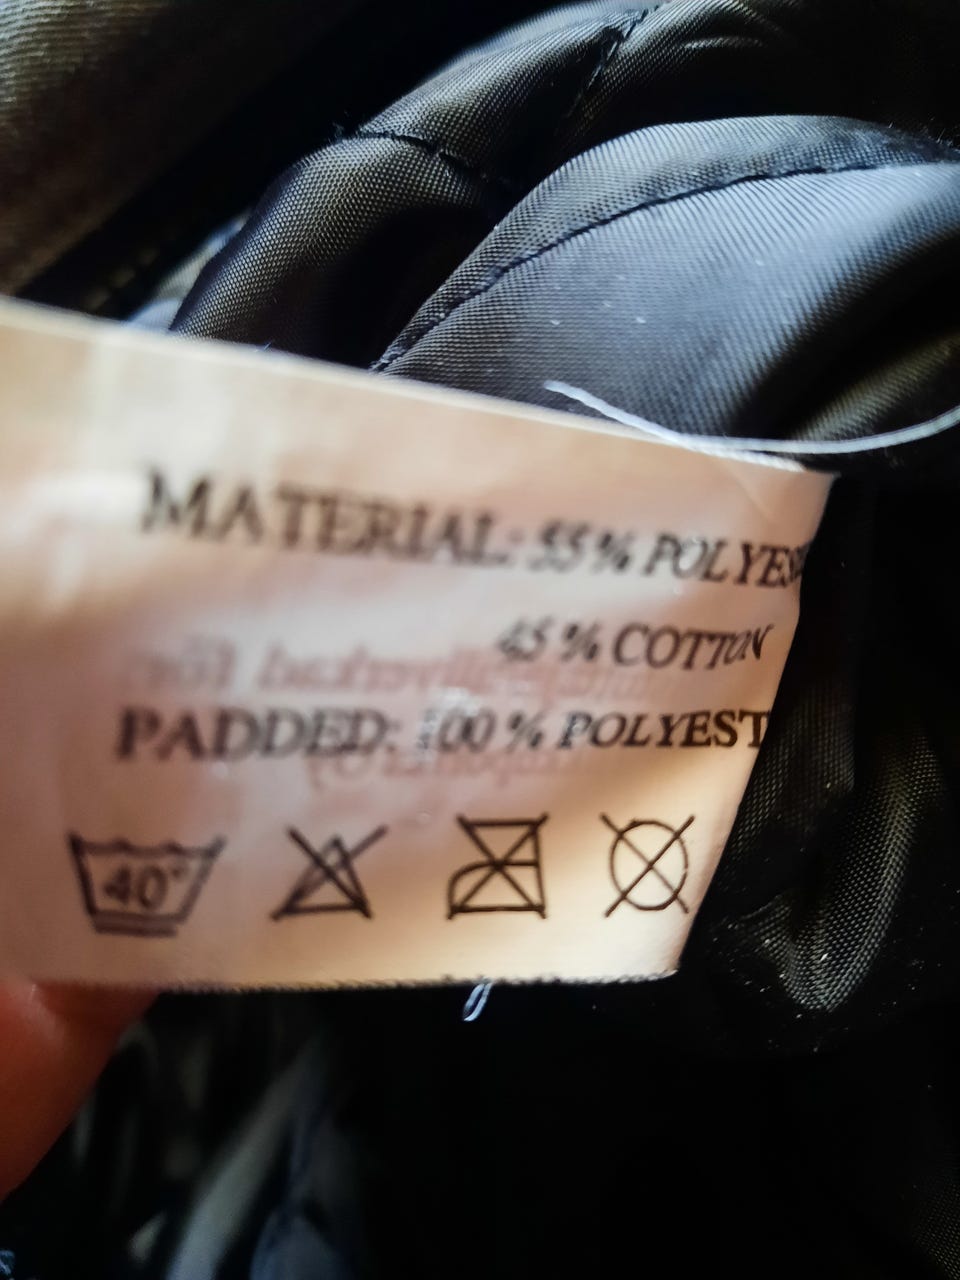 MATERIAL: 55% POLYES
45% COTTON
PADDED: 100% POLYEST
40°